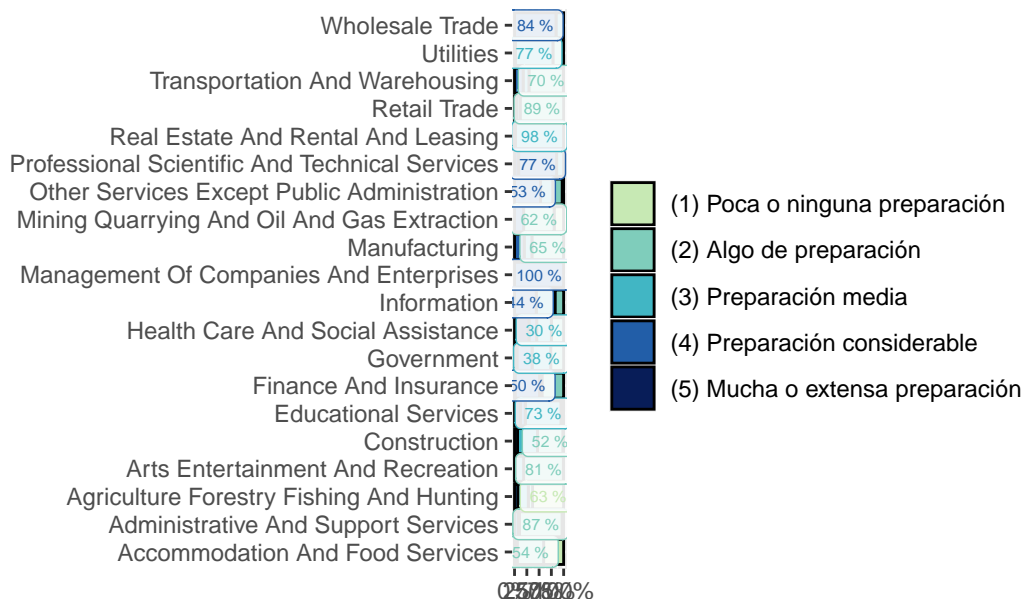 Wholesale Trade 84 %
Utilities 77 %
Transportation And Warehousing 70 %
Retail Trade 89 %
Real Estate And Rental And Leasing 98 %
Professional Scientific And Technical Services 77 %
Other Services Except Public Administration 53 %
Mining Quarrying And Oil And Gas Extraction 62 %
Manufacturing 65 %
Management Of Companies And Enterprises 100 %
Information 44 %
Health Care And Social Assistance 30 %
Government 38 %
Finance And Insurance 50 %
Educational Services 73 %
Construction 52 %
Arts Entertainment And Recreation 81 %
Agriculture Forestry Fishing And Hunting 63 %
Administrative And Support Services 87 %
Accommodation And Food Services 54 %
(1) Poca o ninguna preparación
(2) Algo de preparación
(3) Preparación media
(4) Preparación considerable
(5) Mucha o extensa preparación